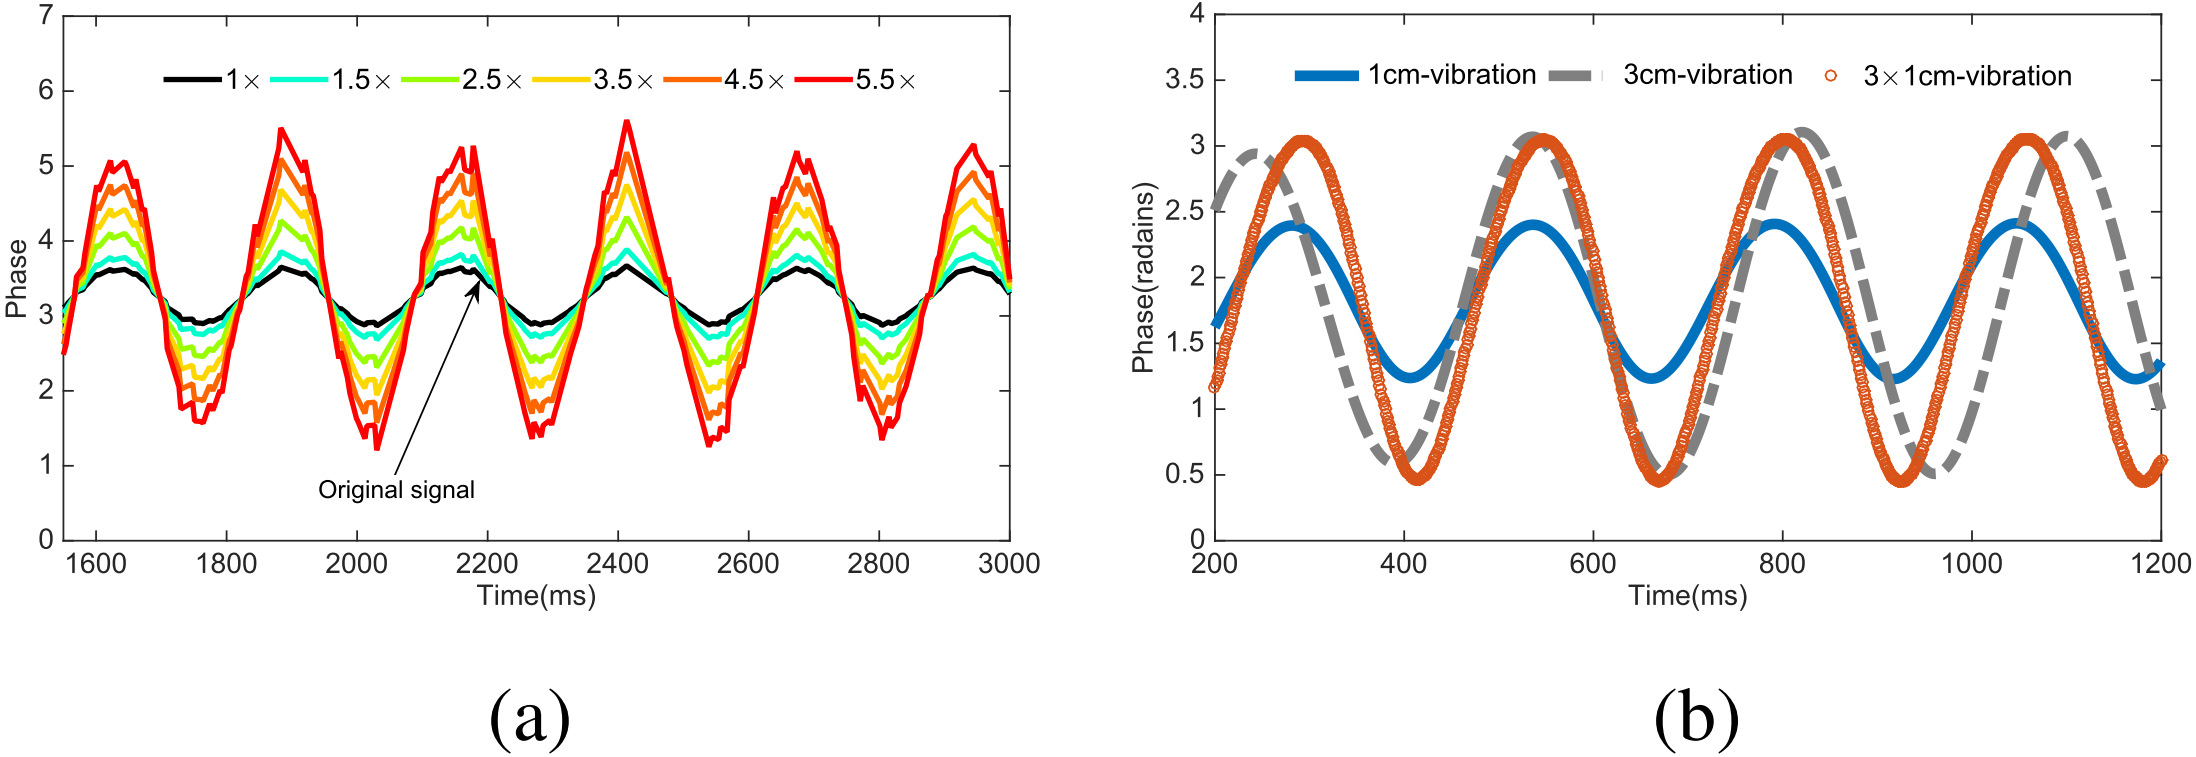 7
6
5
4
3
2
1
0
Phase
1× 1.5× 2.5× 3.5× 4.5× 5.5×
Original signal
1600 1800 2000 2200 2400 2600 2800 3000
Time(ms)
(a)
4
3.5
3
2.5
2
1.5
1
0.5
0
Phase(radains)
1cm-vibration 3cm-vibration 3×1cm-vibration
200 400 600 800 1000 1200
Time(ms)
(b)